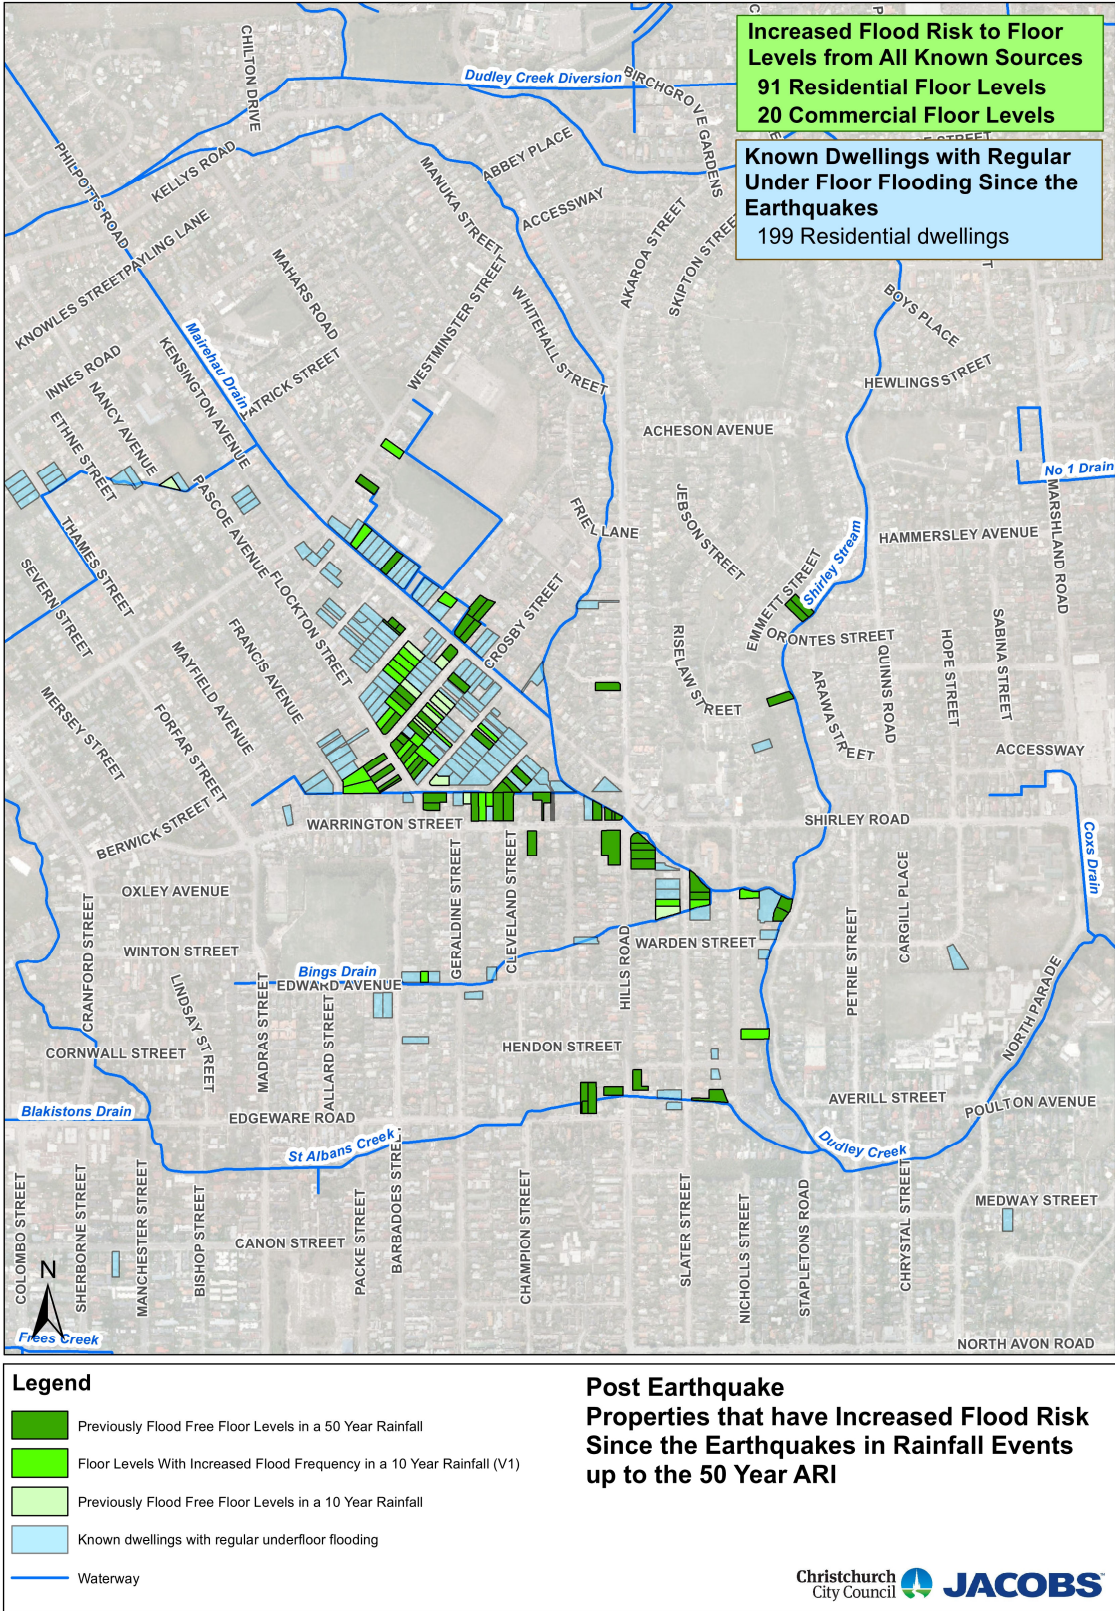 Increased Flood Risk to Floor
Levels from All Known Sources
91 Residential Floor Levels
20 Commercial Floor Levels
Known Dwellings with Regular
Under Floor Flooding Since the
Earthquakes
199 Residential dwellings
CHILTON DRIVE
Dudley Creek Diversion
BIRCHGROVE GARDENS
PHILPOTTS ROAD
KELLYS ROAD
MANUKA STREET
ABBEY PLACE
ACCESSWAY
AKAROA STREET
SKIPTON STREE
KNOWLES STREET
PAYLING LANE
MAHARS ROAD
WESTMINSTER STREET
WHITEHALL STREET
BOYS PLACE
HEWLINGS STREET
INNES ROAD
Mairehau Drain
KENSINGTON AVENUE
PATRICK STREET
NANCY AVENUE
ETHNE STREET
ACHESON AVENUE
No 1 Drain
MARSHLAND ROAD
PASCOE AVENUE
THAMES STREET
SEVERN STREET
FLOCKTON STREET
FRIEL LANE
JEBSON STREET
HAMMERSLEY AVENUE
Shirley Stream
EMMETT STREET
CROSBY STREET
ORONTES STREET
FRANCIS AVENUE
MAYFIELD AVENUE
MERSEY STREET
FORFAR STREET
RISELAW STREET
ARAWA STREET
QUINNS ROAD
HOPE STREET
SABINA STREET
ACCESSWAY
BERWICK STREET
WARRINGTON STREET
SHIRLEY ROAD
Coxs Drain
OXLEY AVENUE
CRANFORD STREET
GERALDINE STREET
CLEVELAND STREET
CARGILL PLACE
WINTON STREET
HILLS ROAD
WARDEN STREET
PETRIE STREET
Bings Drain
EDWARD AVENUE
LINDSAY STREET
MADRAS STREET
ALLARD STREET
NORTH PARADE
CORNWALL STREET
HENDON STREET
Blakistons Drain
EDGEWARE ROAD
AVERILL STREET
POULTON AVENUE
St Albans Creek
Dudley Creek
COLOMBO STREET
SHERBORNE STREET
MANCHESTER STREET
BISHOP STREET
CANON STREET
PACKE STREET
BARBADOES STREET
CHAMPION STREET
SLATER STREET
NICHOLLS STREET
STAPLETONS ROAD
CHRYSTAL STREET
MEDWAY STREET
N
Frees Creek
NORTH AVON ROAD
Legend
Previously Flood Free Floor Levels in a 50 Year Rainfall
Floor Levels With Increased Flood Frequency in a 10 Year Rainfall (V1)
Previously Flood Free Floor Levels in a 10 Year Rainfall
Known dwellings with regular underfloor flooding
Waterway
Post Earthquake
Properties that have Increased Flood Risk
Since the Earthquakes in Rainfall Events
up to the 50 Year ARI
Christchurch
City Council
JACOBS